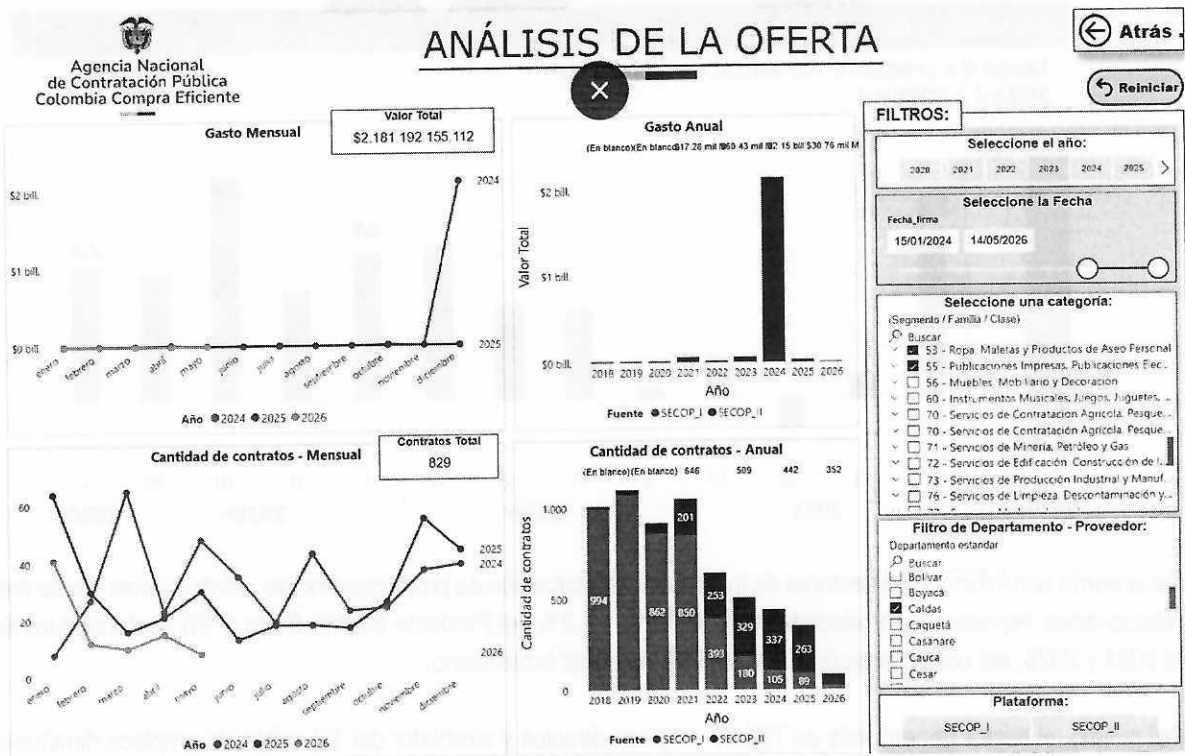 Agencia Nacional
de Contratación Pública
Colombia Compra Eficiente
ANÁLISIS DE LA OFERTA
Atrás .
Reiniciar
Gasto Mensual
Valor Total
$2.181 192 155,112
$2 bill.
$1 bill.
$0 bill.
2024
2025
enero febrero marzo abril mayo junio julio agosto septiembre octubre noviembre diciembre
Año 2024 2025 2026
Gasto Anual
(En blanco) (En blanco)
Valor Total
$2 bill.
$1 bill.
$0 bill.
2018 2019 2020 2021 2022 2023 2024 2025 2026
Año
Fuente SECOP_I SECOP_II
Cantidad de contratos - Mensual
Contratos Total
829
60
40
20
0
2025
2024
2026
enero febrero marzo abril mayo junio julio agosto septiembre octubre noviembre diciembre
Año 2024 2025 2026
Cantidad de contratos - Anual
(En blanco) (En blanco) 646 509 442 352
Cantidad de contratos
1.000
500
0
994 862 201 850 253 393 329 180 337 105 263 89
2018 2019 2020 2021 2022 2023 2024 2025 2026
Año
Fuente SECOP_I SECOP_II
FILTROS:
Seleccione el año:
2020 2021 2022 2023 2024 2025
Seleccione la Fecha
Fecha_firma
15/01/2024 14/05/2026
Seleccione una categoría:
(Segmento / Familia / Clase)
Buscar
53 - Ropa, Maletas y Productos de Aseo Personal
55 - Publicaciones Impresas, Publicaciones Elec...
56 - Muebles, Mobiliario y Decoración
60 - Instrumentos Musicales, Juegos, Juguetes, ...
70 - Servicios de Contratación Agrícola, Pesque...
70 - Servicios de Contratación Agrícola, Pesque...
71 - Servicios de Minería, Petróleo y Gas
72 - Servicios de Edificación, Construcción de I...
73 - Servicios de Producción Industrial y Manuf...
76 - Servicios de Limpieza, Descontaminación y...
Filtro de Departamento - Proveedor:
Departamento estandar
Buscar
Bolívar
Boyacá
Caldas
Caquetá
Casanare
Cauca
Cesar
Plataforma:
SECOP_I SECOP_II